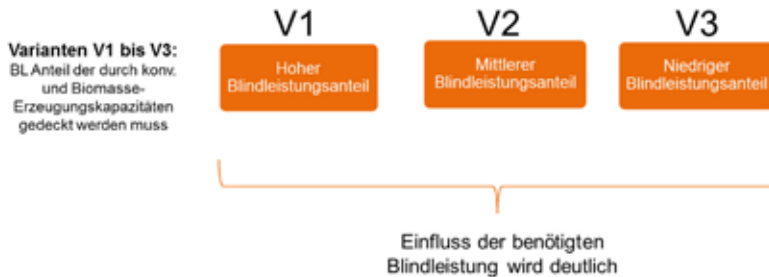 V1
V2
V3
Varianten V1 bis V3:
BL Anteil der durch konv.
und Biomasse-
Erzeugungskapazitäten
gedeckt werden muss
Hoher
Blindleistungsanteil
Mittlerer
Blindleistungsanteil
Niedriger
Blindleistungsanteil
Einfluss der benötigten
Blindleistung wird deutlich